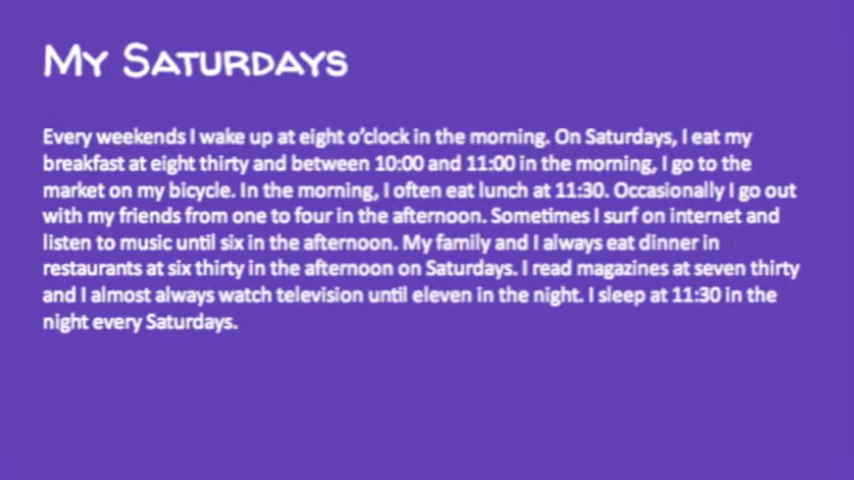 My Saturdays
Every weekends I wake up at eight o'clock in the morning. On Saturdays, I eat my
breakfast at eight thirty and between 10:00 and 11:00 in the morning, I go to the
market on my bicycle. In the morning, I often eat lunch at 11:30. Occasionally I go out
with my friends from one to four in the afternoon. Sometimes I surf on internet and
listen to music until six in the afternoon. My family and I always eat dinner in
restaurants at six thirty in the afternoon on Saturdays. I read magazines at seven thirty
and I almost always watch television until eleven in the night. I sleep at 11:30 in the
night every Saturdays.